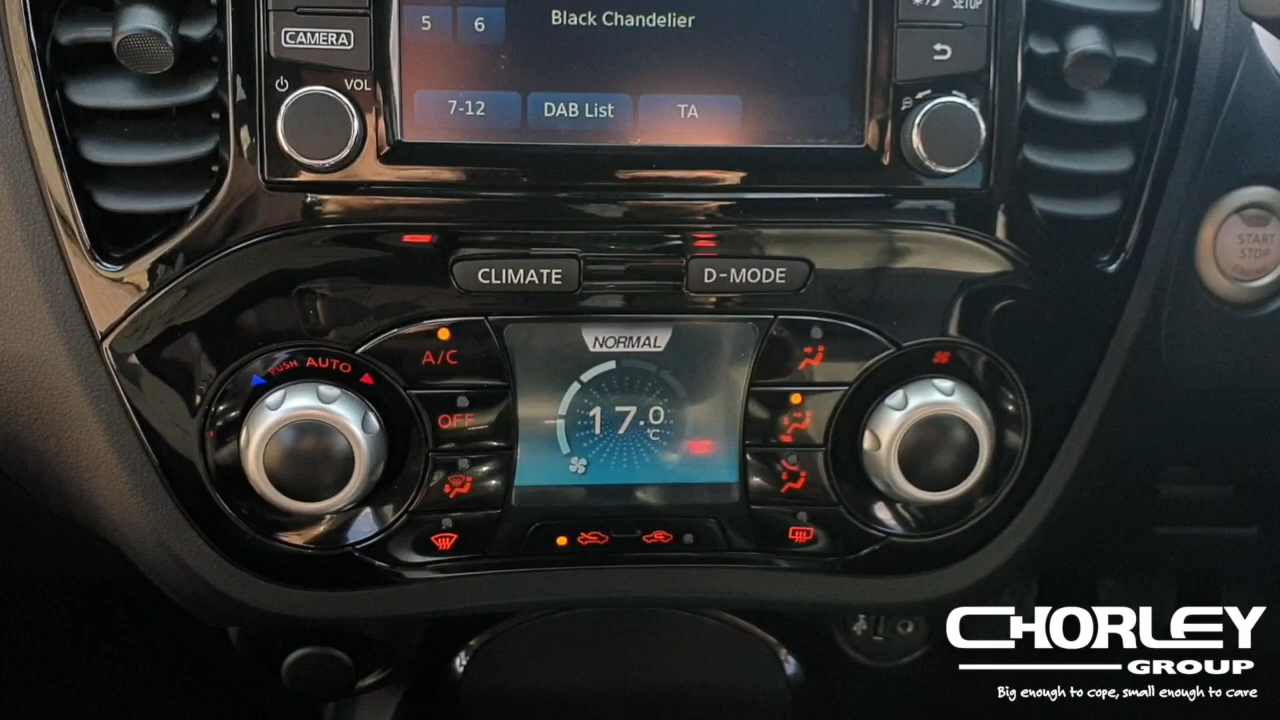 5 6
Black Chandelier
SETUP
CAMERA
VOL
7-12 DAB List TA
START
STOP
CLIMATE D-MODE
NORMAL
PUSH AUTO
A/C
OFF
17.0
°C
CHORLEY
GROUP
Big enough to cope, small enough to care